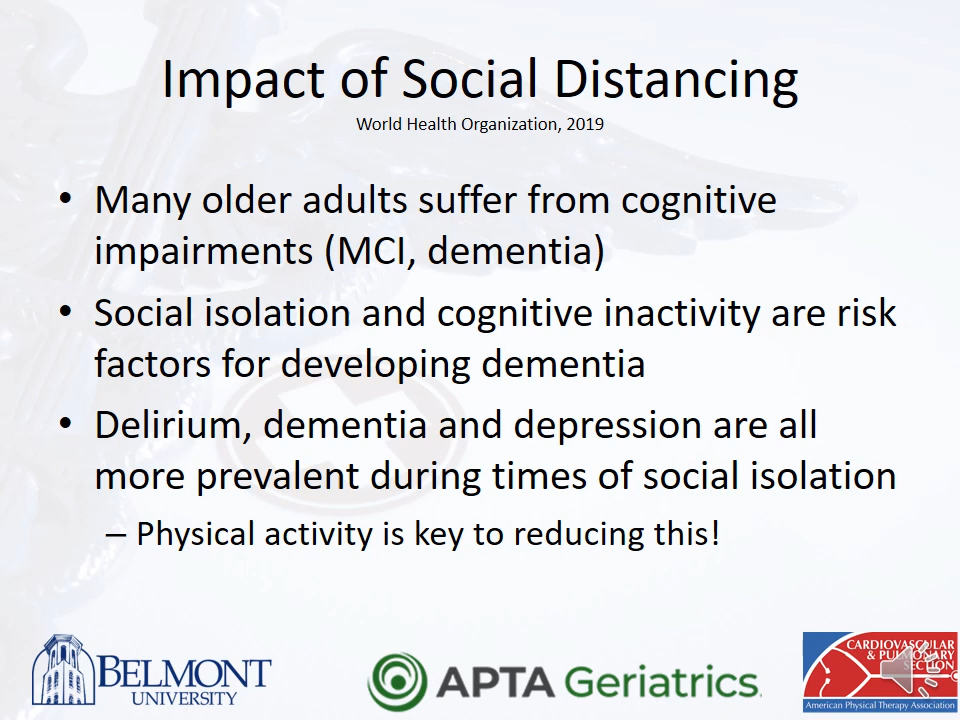 Impact of Social Distancing
World Health Organization, 2019
• Many older adults suffer from cognitive
impairments (MCI, dementia)
• Social isolation and cognitive inactivity are risk
factors for developing dementia
• Delirium, dementia and depression are all
more prevalent during times of social isolation
– Physical activity is key to reducing this!
BELMONT
UNIVERSITY
APTA Geriatrics
CARDIOVASCULAR
& PULMONARY
SECTION
American Physical Therapy Association